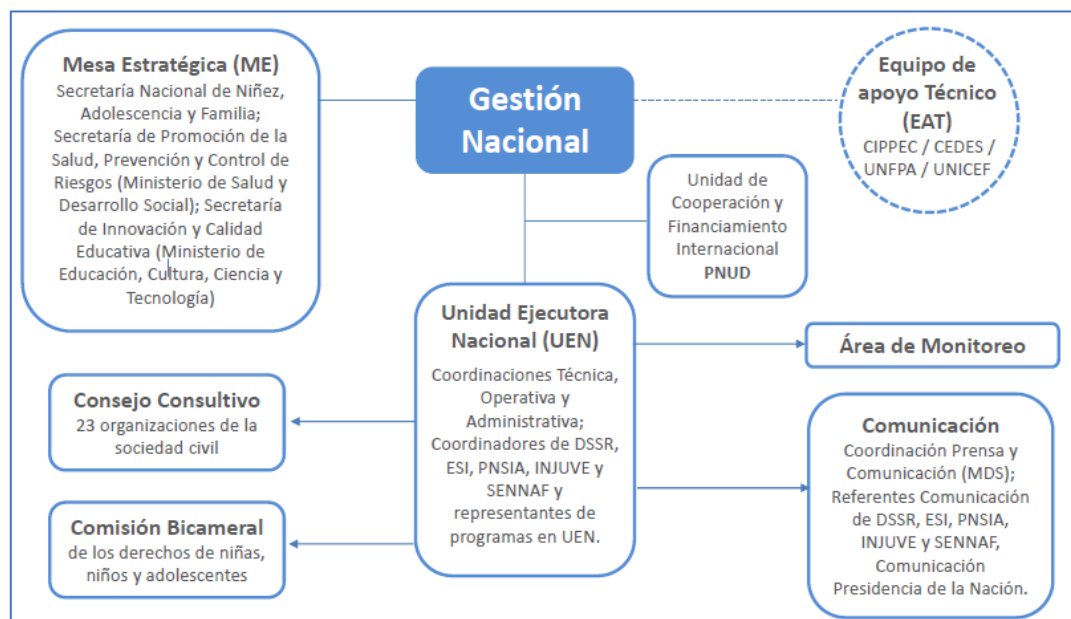 Mesa Estratégica (ME)
Secretaría Nacional de Niñez,
Adolescencia y Familia;
Secretaría de Promoción de la
Salud, Prevención y Control de
Riesgos (Ministerio de Salud y
Desarrollo Social); Secretaría
de Innovación y Calidad
Educativa (Ministerio de
Educación, Cultura, Ciencia y
Tecnología)
Gestión
Nacional
Equipo de
apoyo Técnico
(EAT)
CIPPEC / CEDES /
UNFPA / UNICEF
Unidad de
Cooperación y
Financiamiento
Internacional
PNUD
Unidad Ejecutora
Nacional (UEN)
Coordinaciones Técnica,
Operativa y
Administrativa;
Coordinadores de DSSR,
ESI, PNSIA, INJUVE y
SENNAF y
representantes de
programas en UEN.
Área de Monitoreo
Consejo Consultivo
23 organizaciones de la
sociedad civil
Comunicación
Coordinación Prensa y
Comunicación (MDS);
Referentes Comunicación
de DSSR, ESI, PNSIA,
INJUVE y SENNAF,
Comunicación
Presidencia de la Nación.
Comisión Bicameral
de los derechos de niñas,
niños y adolescentes